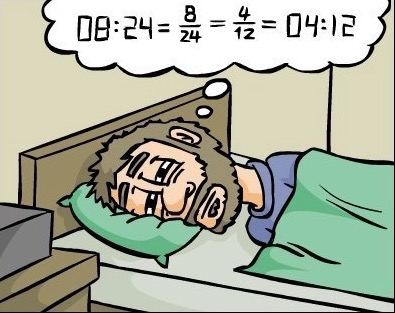 08:24 = 8/24 = 4/12 = 04:12